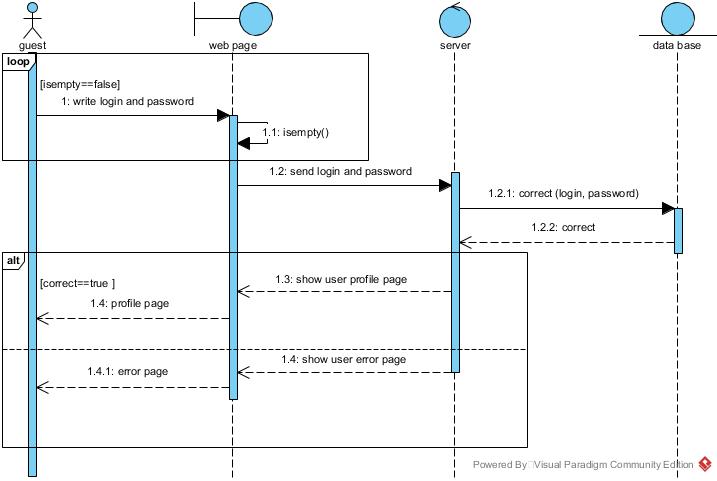 guest
web page
server
data base
loop
[isempty==false]
1: write login and password
1.1: isempty()
1.2: send login and password
1.2.1: correct (login, password)
1.2.2: correct
alt
[correct==true ]
1.3: show user profile page
1.4: profile page
1.4: show user error page
1.4.1: error page
Powered By Visual Paradigm Community Edition